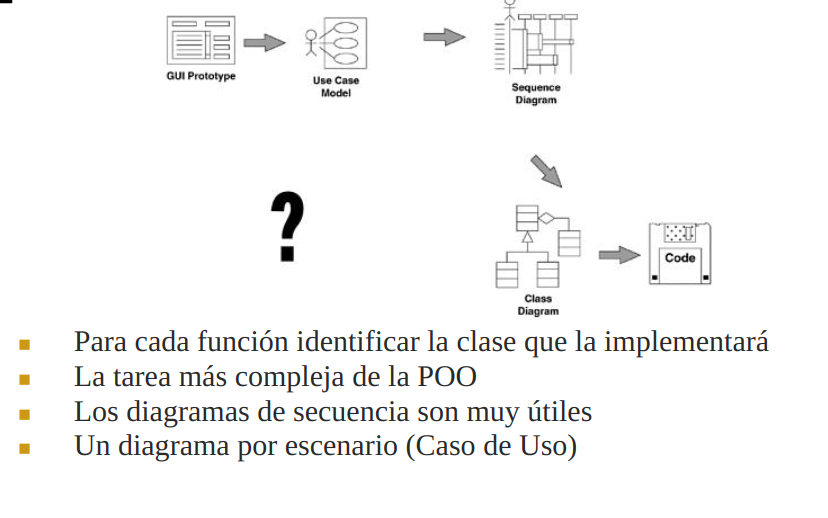 GUI Prototype
Use Case
Model
Sequence
Diagram
?
Code
Class
Diagram
Para cada función identificar la clase que la implementará
La tarea más compleja de la POO
Los diagramas de secuencia son muy útiles
Un diagrama por escenario (Caso de Uso)